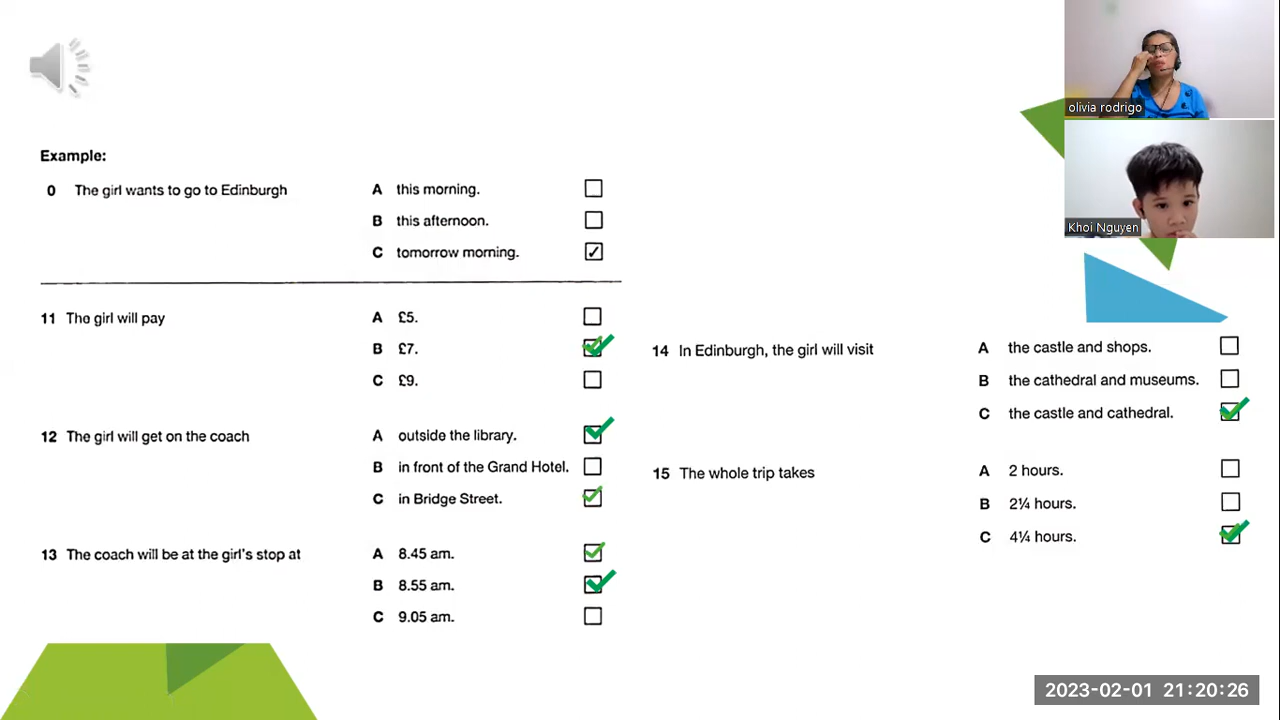 Example:
0 The girl wants to go to Edinburgh
A this morning.
B this afternoon.
C tomorrow morning.
11 The girl will pay
A £5.
B £7.
C £9.
12 The girl will get on the coach
A outside the library.
B in front of the Grand Hotel.
C in Bridge Street.
13 The coach will be at the girl's stop at
A 8.45 am.
B 8.55 am.
C 9.05 am.
14 In Edinburgh, the girl will visit
A the castle and shops.
B the cathedral and museums.
C the castle and cathedral.
15 The whole trip takes
A 2 hours.
B 2¼ hours.
C 4¼ hours.
olivia rodrigo
Khoi Nguyen
2023-02-01 21:20:26